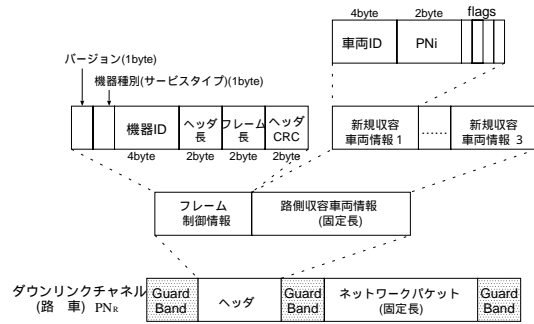 4byte 2byte flags
車両ID PNi
バージョン(1byte)
機器種別(サービスタイプ)(1byte)
機器ID ヘッダ長 フレーム長 ヘッダCRC
4byte 2byte 2byte 2byte
新規収容車両情報 1 …… 新規収容車両情報 3
フレーム制御情報 路側収容車両情報(固定長)
ダウンリンクチャネル
(路 車) PNR
Guard Band ヘッダ Guard Band ネットワークパケット(固定長) Guard Band